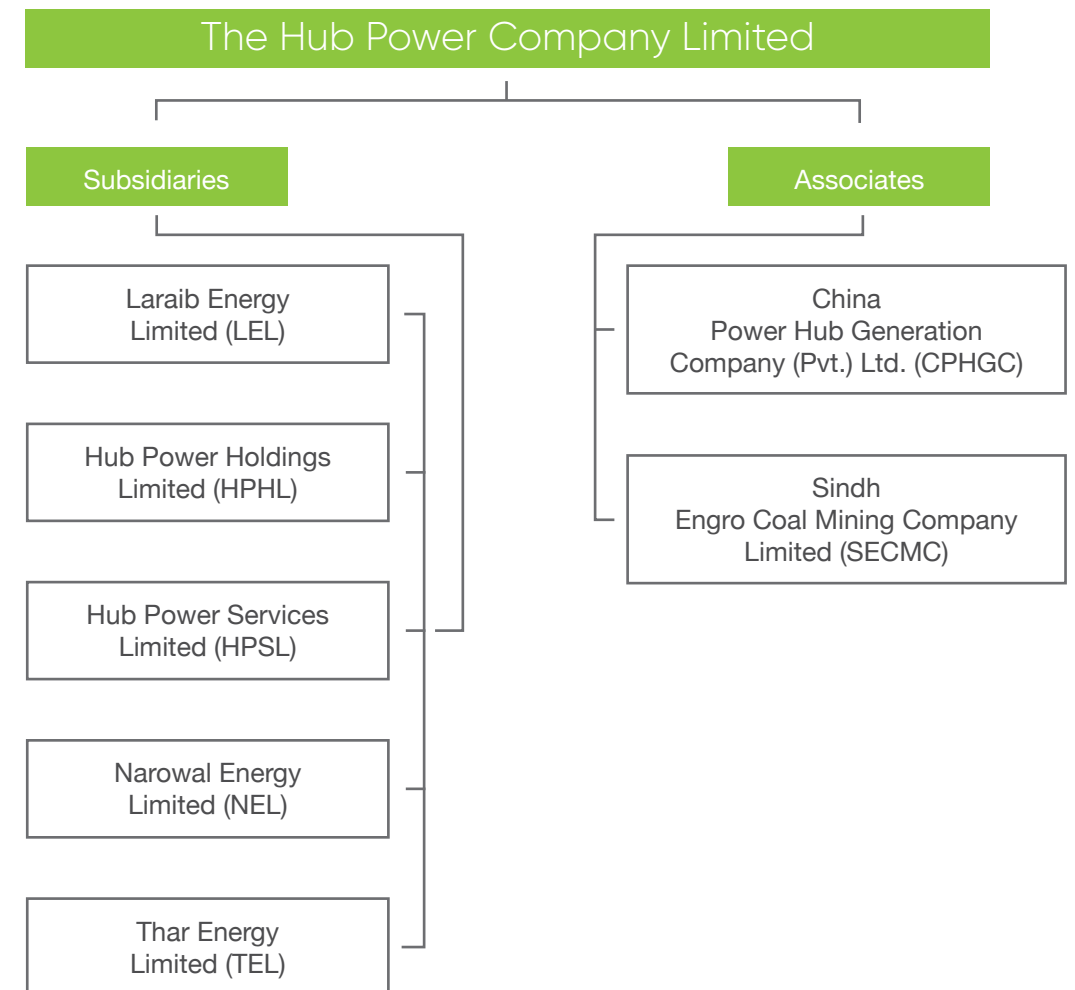 The Hub Power Company Limited
Subsidiaries
Laraib Energy
Limited (LEL)
Hub Power Holdings
Limited (HPHL)
Hub Power Services
Limited (HPSL)
Narowal Energy
Limited (NEL)
Thar Energy
Limited (TEL)
Associates
China
Power Hub Generation
Company (Pvt.) Ltd. (CPHGC)
Sindh
Engro Coal Mining Company
Limited (SECMC)